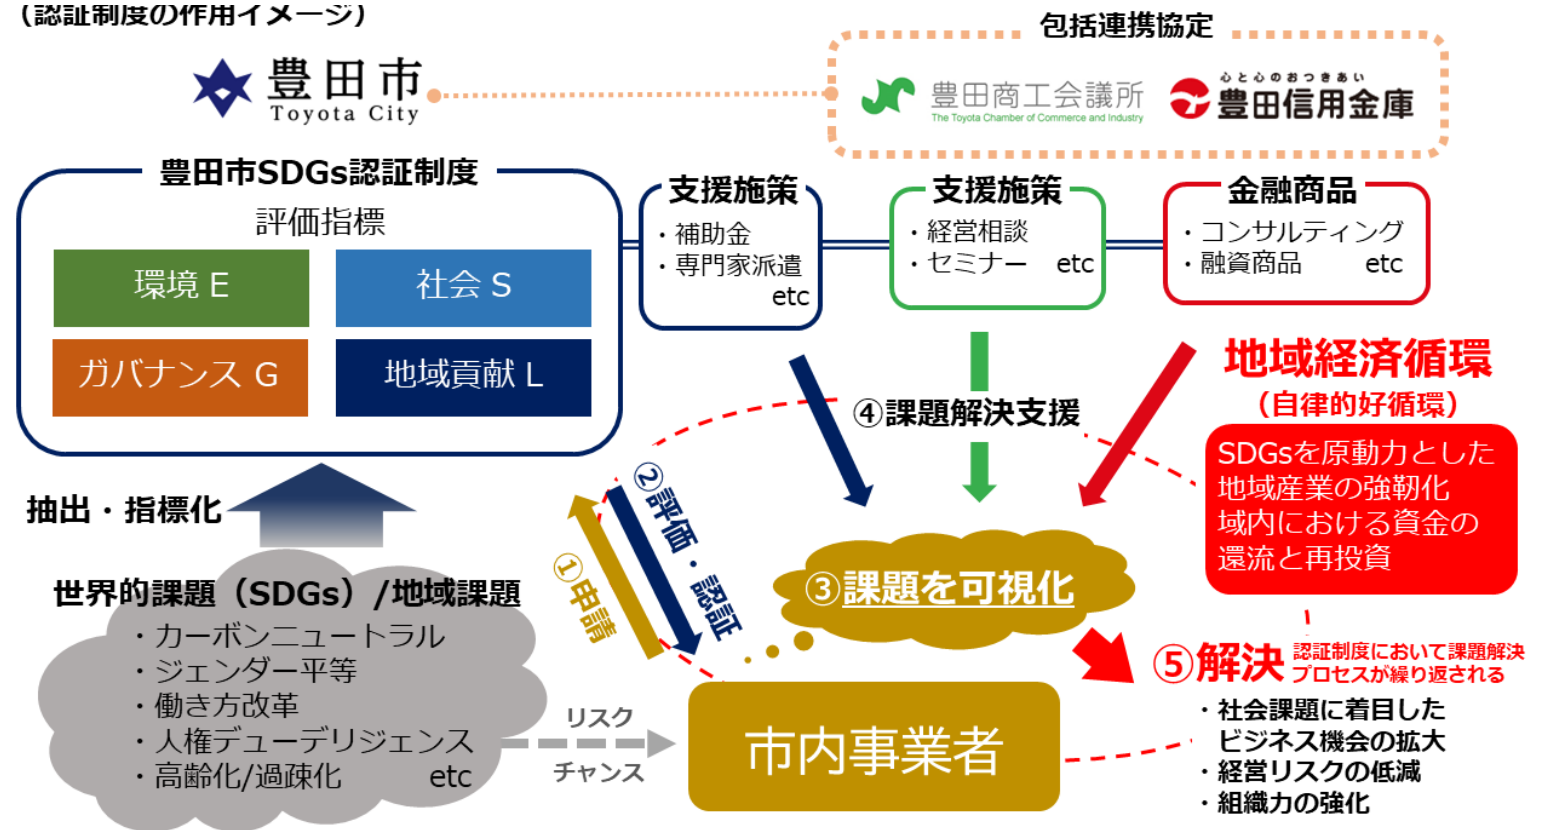 （認証制度の作用イメージ）
包括連携協定
豊田市
Toyota City
豊田商工会議所
The Toyota Chamber of Commerce and Industry
心と心のおつきあい
豊田信用金庫
豊田市SDGs認証制度
評価指標
環境 E
社会 S
ガバナンス G
地域貢献 L
支援施策
・補助金
・専門家派遣
etc
支援施策
・経営相談
・セミナー etc
金融商品
・コンサルティング
・融資商品 etc
地域経済循環
（自律的好循環）
SDGsを原動力とした
地域産業の強靭化
域内における資金の
還流と再投資
④課題解決支援
抽出・指標化
②評価・認証
①申請
③課題を可視化
世界的課題（SDGs）/地域課題
・カーボンニュートラル
・ジェンダー平等
・働き方改革
・人権デューデリジェンス
・高齢化/過疎化 etc
リスク
チャンス
市内事業者
⑤解決
認証制度において課題解決
プロセスが繰り返される
・社会課題に着目した
ビジネス機会の拡大
・経営リスクの低減
・組織力の強化